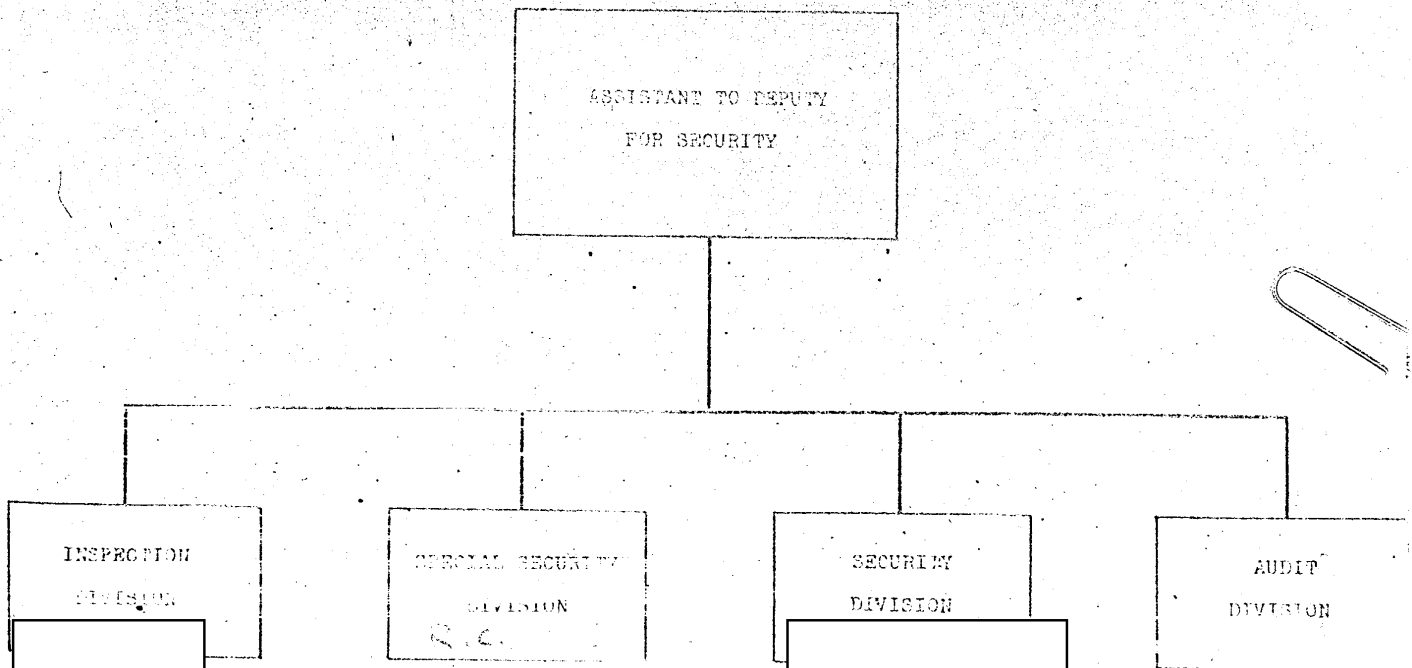 ASSISTANT TO DEPUTY
FOR SECURITY
INSPECTION
DIVISION
SPECIAL SECURITY
DIVISION
R.C.
SECURITY
DIVISION
AUDIT
DIVISION